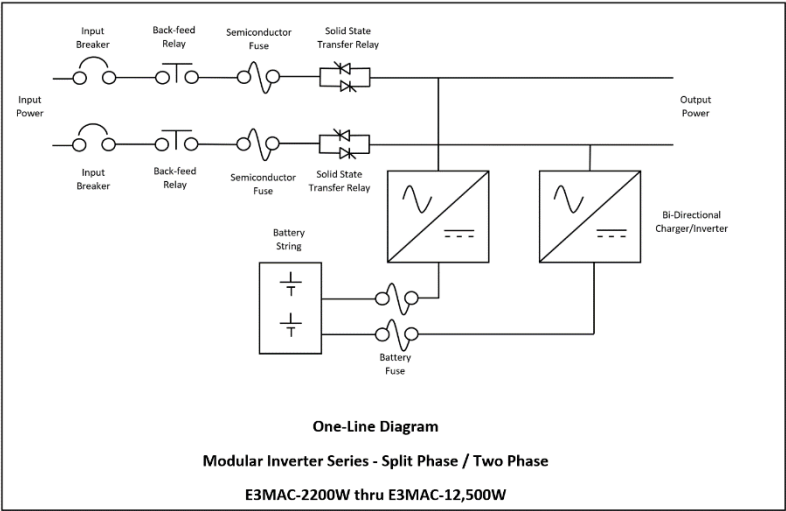 Input
Breaker
Back-feed
Relay
Semiconductor
Fuse
Solid State
Transfer Relay
Input
Power
Output
Power
Input
Breaker
Back-feed
Relay
Semiconductor
Fuse
Solid State
Transfer Relay
Bi-Directional
Charger/Inverter
Battery
String
Battery
Fuse
One-Line Diagram
Modular Inverter Series - Split Phase / Two Phase
E3MAC-2200W thru E3MAC-12,500W